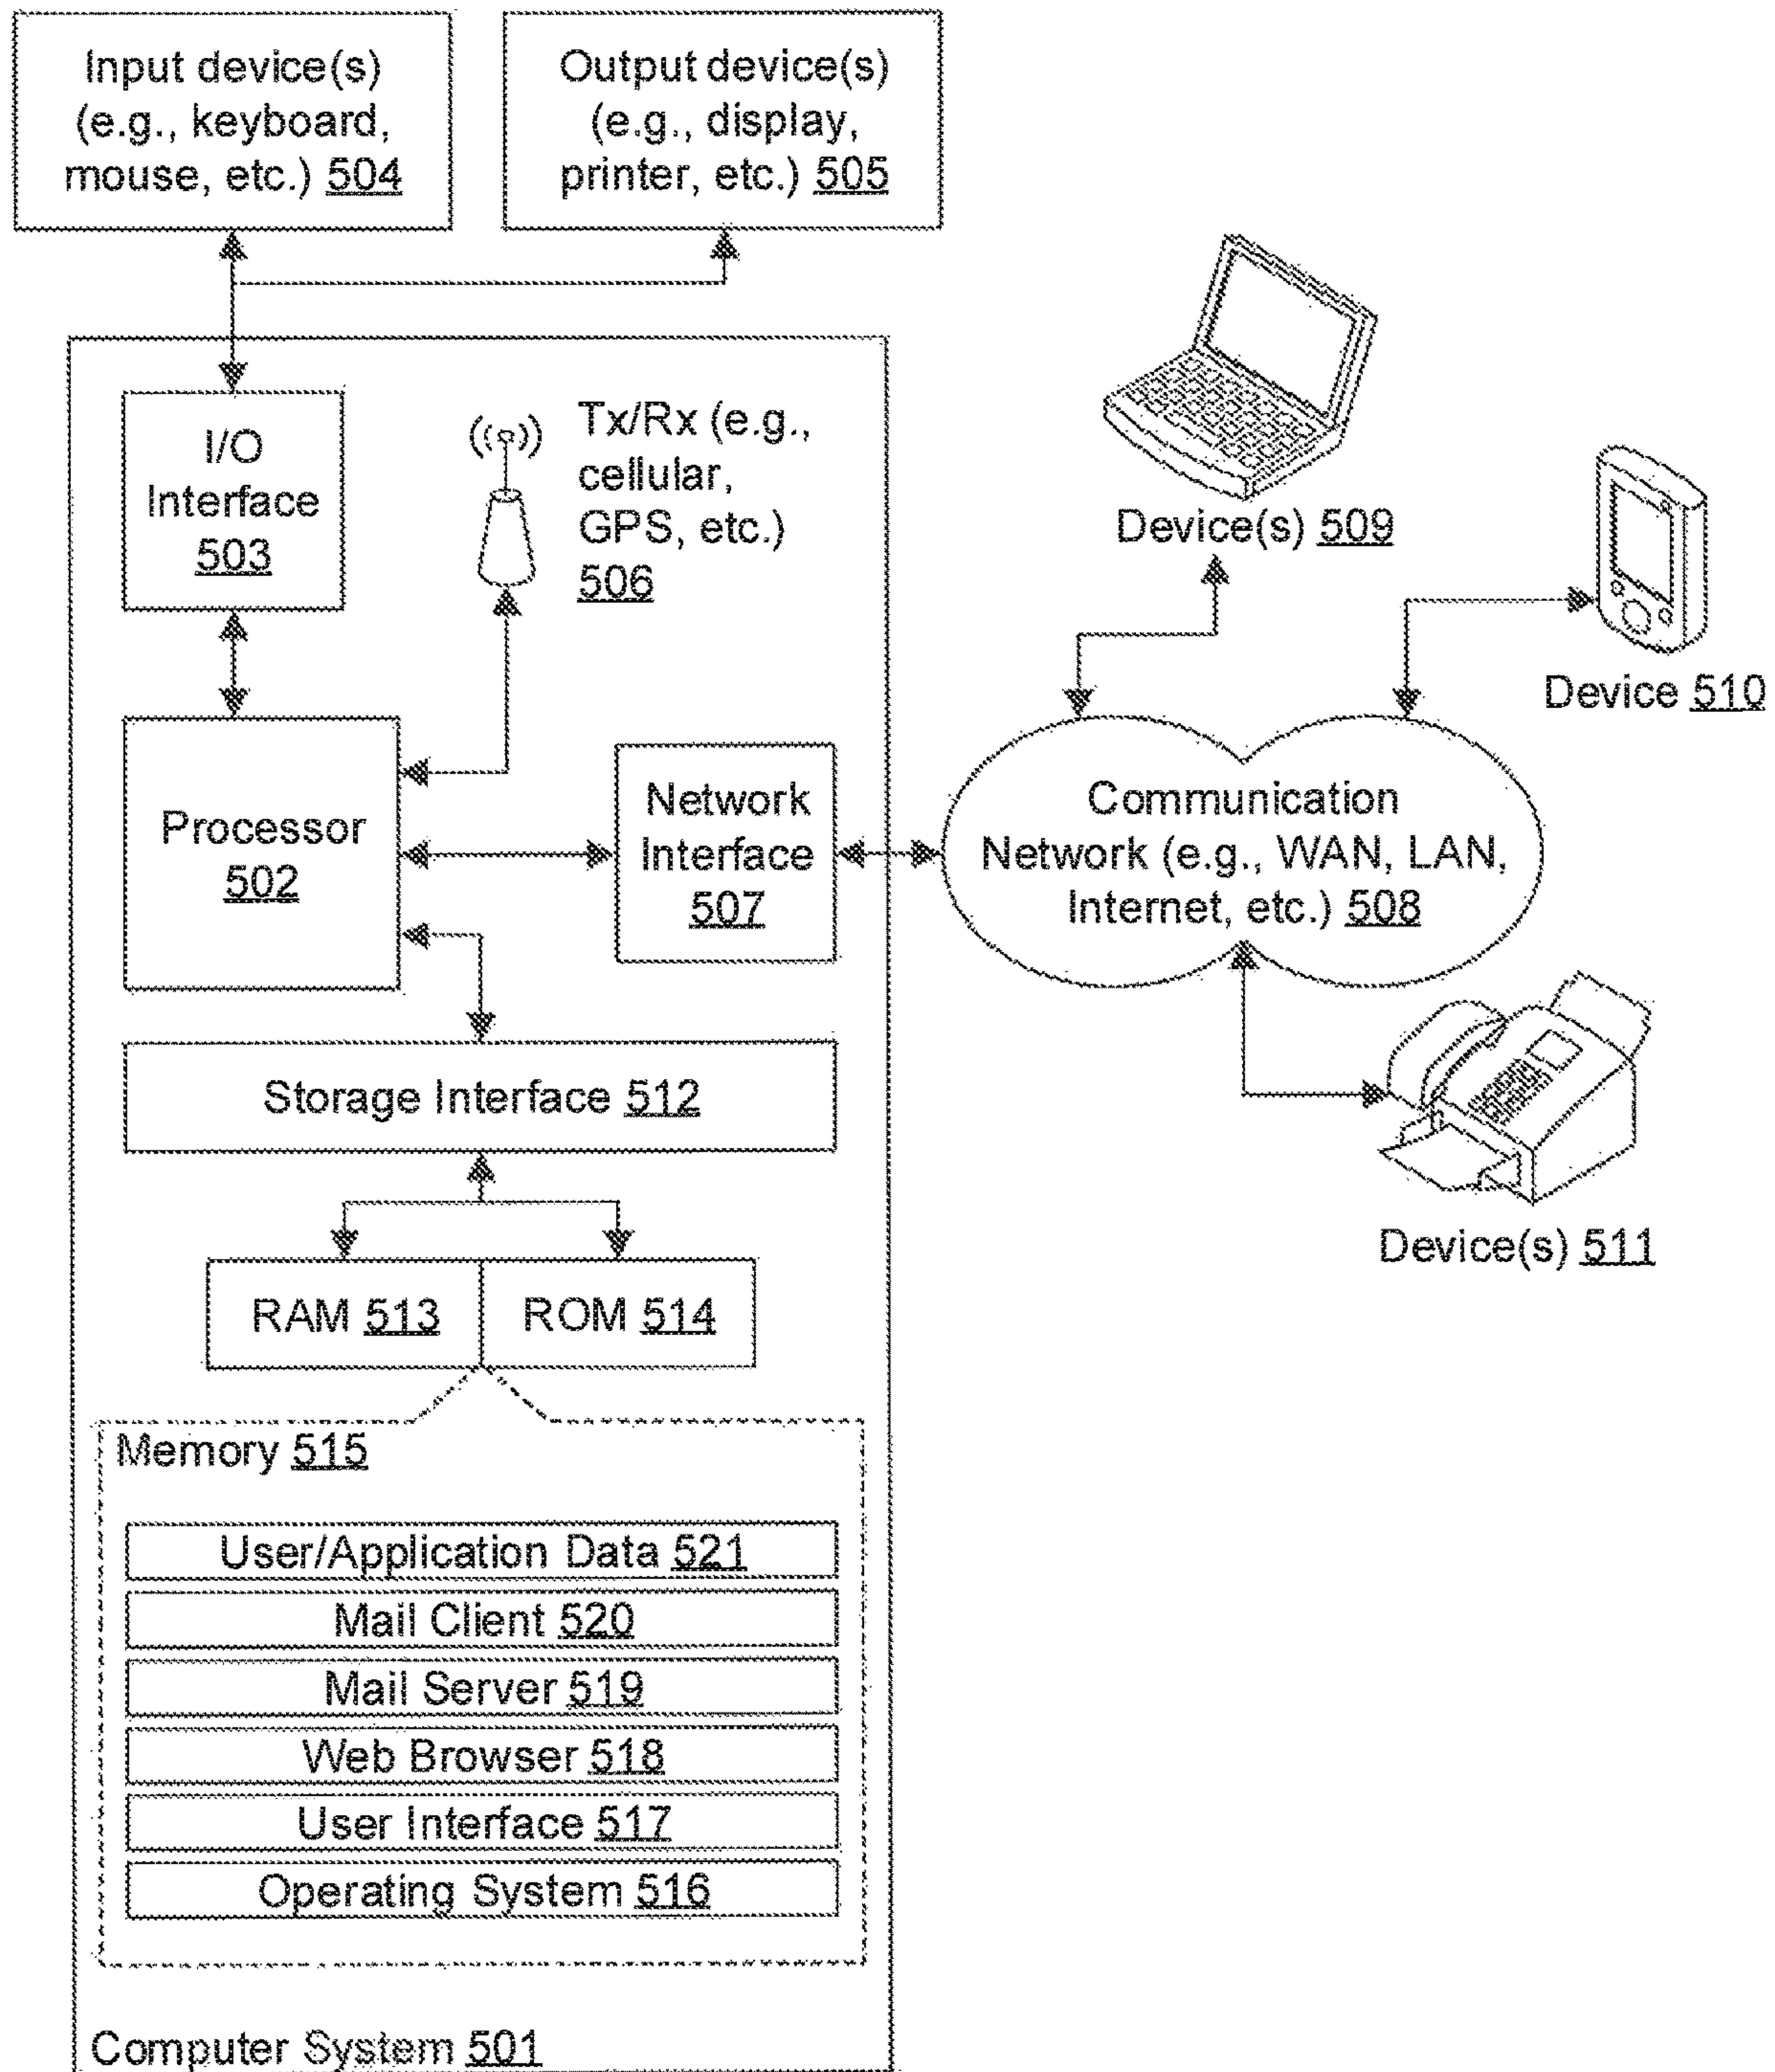 Input device(s)
(e.g., keyboard,
mouse, etc.) 504
Output device(s)
(e.g., display,
printer, etc.) 505
I/O
Interface
503
Tx/Rx (e.g.,
cellular,
GPS, etc.)
506
Device(s) 509
Device 510
Processor
502
Network
Interface
507
Communication
Network (e.g., WAN, LAN,
Internet, etc.) 508
Storage Interface 512
Device(s) 511
RAM 513
ROM 514
Memory 515
User/Application Data 521
Mail Client 520
Mail Server 519
Web Browser 518
User Interface 517
Operating System 516
Computer System 501